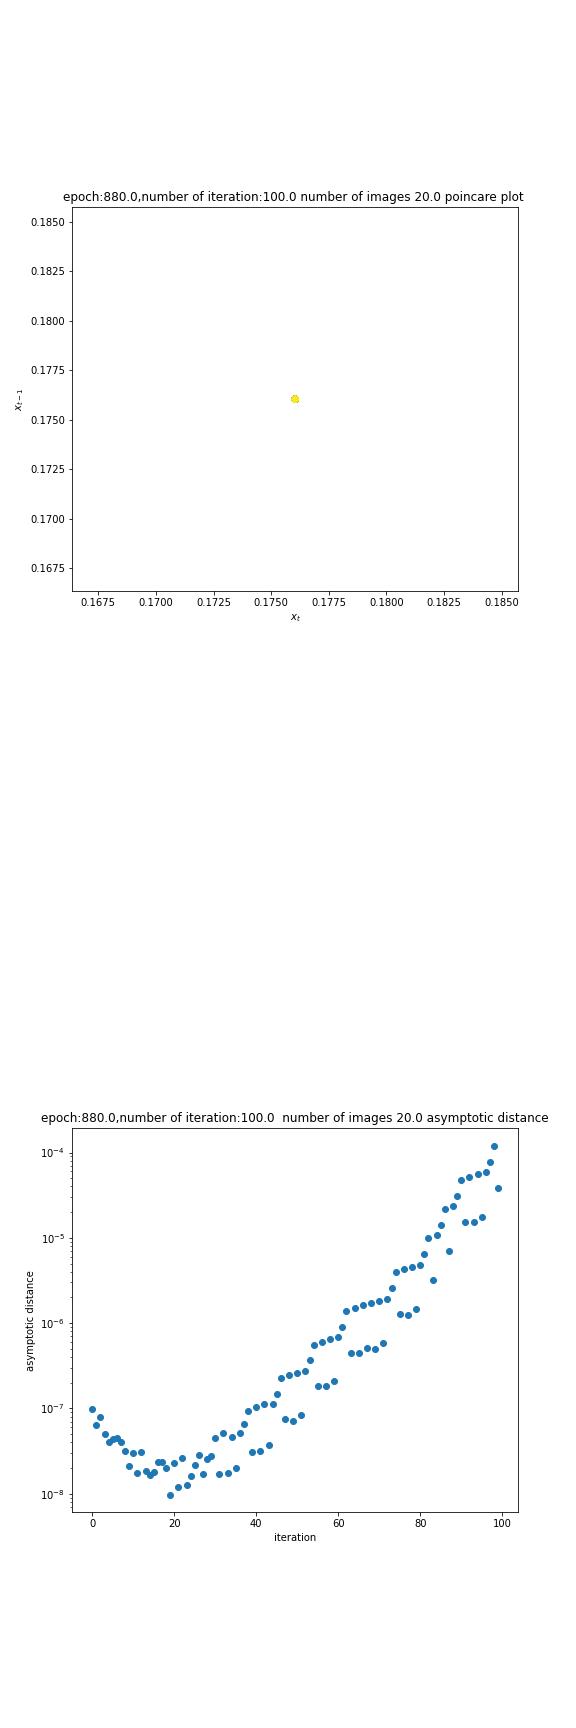 epoch:880.0,number of iteration:100.0 number of images 20.0 poincare plot
0.1850
0.1825
0.1800
0.1775
0.1750
0.1725
0.1700
0.1675
x_{t-1}
0.1675 0.1700 0.1725 0.1750 0.1775 0.1800 0.1825 0.1850
x_t
epoch:880.0,number of iteration:100.0  number of images 20.0 asymptotic distance
10^{-4}
10^{-5}
10^{-6}
10^{-7}
10^{-8}
asymptotic distance
0 20 40 60 80 100
iteration